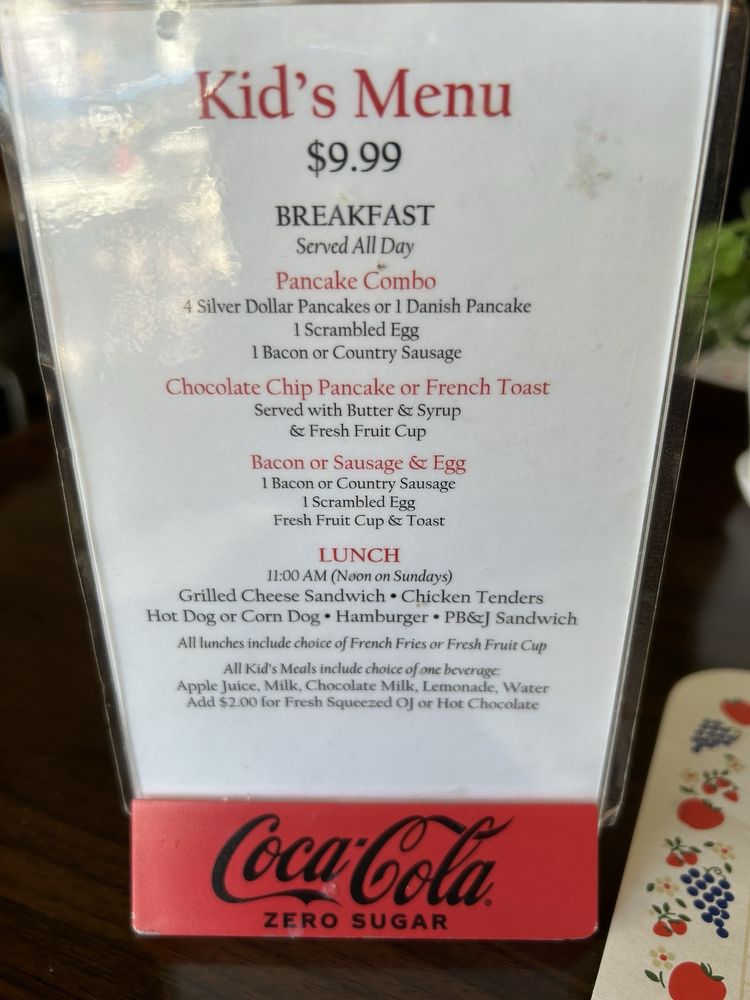 Kid's Menu
$9.99
BREAKFAST
Served All Day
Pancake Combo
4 Silver Dollar Pancakes or 1 Danish Pancake
1 Scrambled Egg
1 Bacon or Country Sausage
Chocolate Chip Pancake or French Toast
Served with Butter & Syrup
& Fresh Fruit Cup
Bacon or Sausage & Egg
1 Bacon or Country Sausage
1 Scrambled Egg
Fresh Fruit Cup & Toast
LUNCH
11:00 AM (Noon on Sundays)
Grilled Cheese Sandwich • Chicken Tenders
Hot Dog or Corn Dog • Hamburger • PB&J Sandwich
All lunches include choice of French Fries or Fresh Fruit Cup
All Kid's Meals include choice of one beverage:
Apple Juice, Milk, Chocolate Milk, Lemonade, Water
Add $2.00 for Fresh Squeezed OJ or Hot Chocolate
Coca-Cola®
ZERO SUGAR